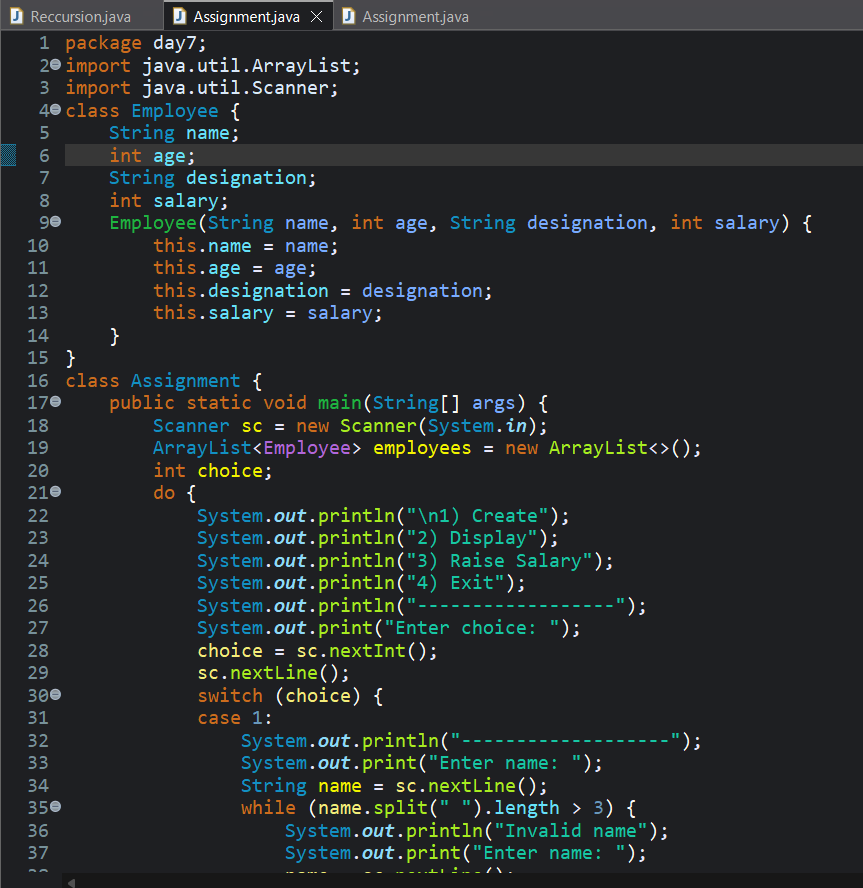 Reccursion.java Assignment.java Assignment.java
1 package day7;
2 import java.util.ArrayList;
3 import java.util.Scanner;
4 class Employee {
5     String name;
6     int age;
7     String designation;
8     int salary;
9     Employee(String name, int age, String designation, int salary) {
10         this.name = name;
11         this.age = age;
12         this.designation = designation;
13         this.salary = salary;
14     }
15 }
16 class Assignment {
17     public static void main(String[] args) {
18         Scanner sc = new Scanner(System.in);
19         ArrayList<Employee> employees = new ArrayList<>();
20         int choice;
21         do {
22             System.out.println("\n1) Create");
23             System.out.println("2) Display");
24             System.out.println("3) Raise Salary");
25             System.out.println("4) Exit");
26             System.out.println("------------------");
27             System.out.print("Enter choice: ");
28             choice = sc.nextInt();
29             sc.nextLine();
30             switch (choice) {
31             case 1:
32                 System.out.println("-------------------");
33                 System.out.print("Enter name: ");
34                 String name = sc.nextLine();
35                 while (name.split(" ").length > 3) {
36                     System.out.println("Invalid name");
37                     System.out.print("Enter name: ");